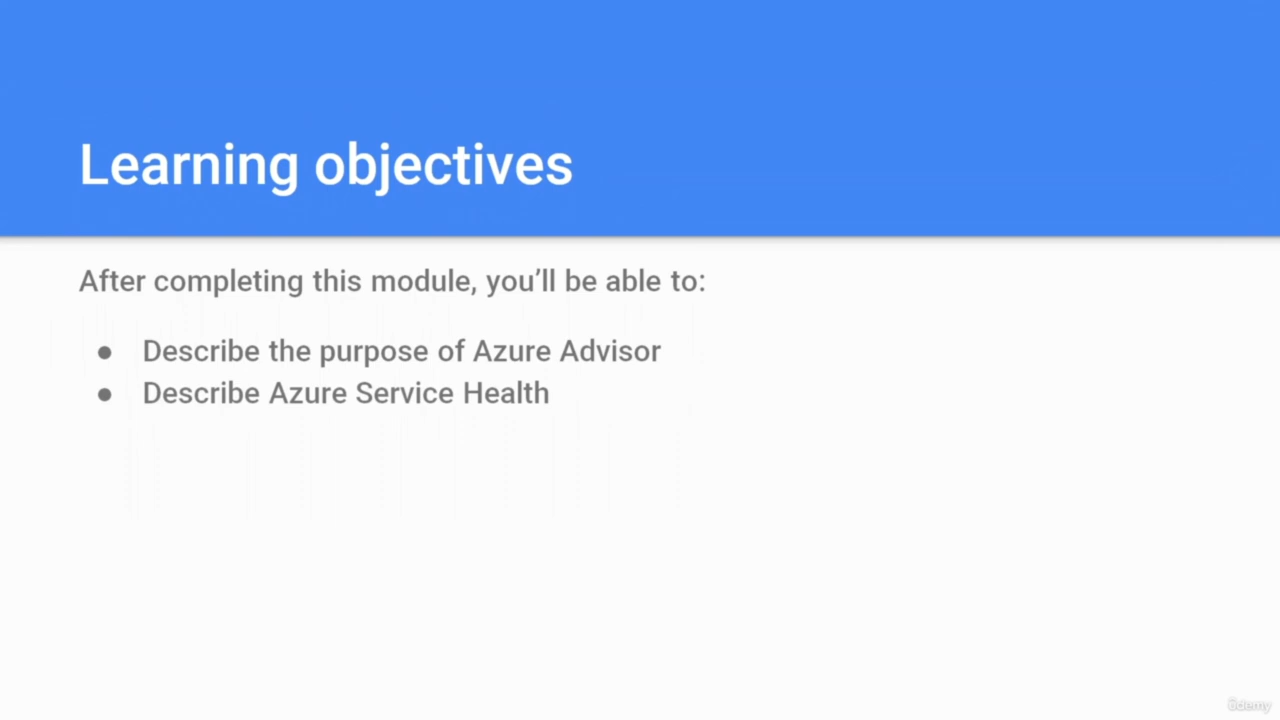 Learning objectives
After completing this module, you’ll be able to:
● Describe the purpose of Azure Advisor
● Describe Azure Service Health
ûdemy